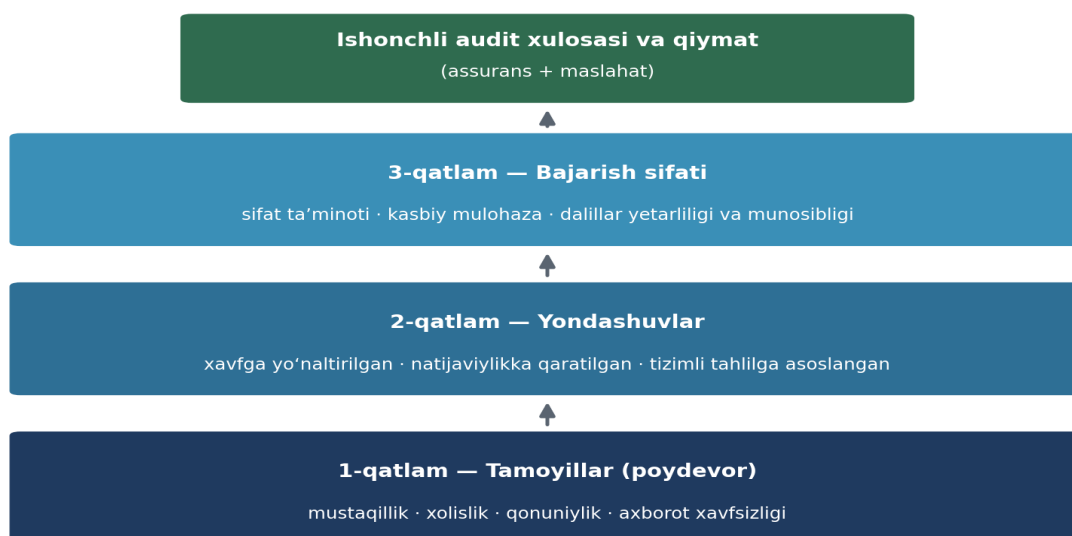 Ishonchli audit xulosasi va qiymat
(assurans + maslahat)
3-qatlam — Bajarish sifati
sifat ta’minoti · kasbiy mulohaza · dalillar yetarliligi va munosibligi
2-qatlam — Yondashuvlar
xavfga yo‘naltirilgan · natijaviylikka qaratilgan · tizimli tahlilga asoslangan
1-qatlam — Tamoyillar (poydevor)
mustaqillik · xolislik · qonuniylik · axborot xavfsizligi